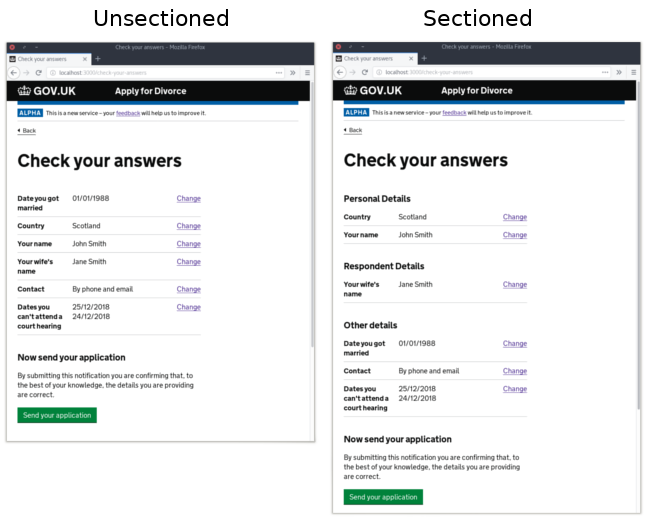 Unsectioned
Check your answers - Mozilla Firefox
Check your answers
localhost:3000/check-your-answers
GOV.UK Apply for Divorce
ALPHA This is a new service – your feedback will help us to improve it.
Back
Check your answers
Date you got married 01/01/1988 Change
Country Scotland Change
Your name John Smith Change
Your wife's name Jane Smith Change
Contact By phone and email Change
Dates you can't attend a court hearing 25/12/2018 24/12/2018 Change
Now send your application
By submitting this notification you are confirming that, to
the best of your knowledge, the details you are providing
are correct.
Send your application
Sectioned
Check your answers - Mozilla Firefox
Check your answers
localhost:3000/check-your-answers
GOV.UK Apply for Divorce
ALPHA This is a new service – your feedback will help us to improve it.
Back
Check your answers
Personal Details
Country Scotland Change
Your name John Smith Change
Respondent Details
Your wife's name Jane Smith Change
Other details
Date you got married 01/01/1988 Change
Contact By phone and email Change
Dates you can't attend a court hearing 25/12/2018 24/12/2018 Change
Now send your application
By submitting this notification you are confirming that, to
the best of your knowledge, the details you are providing
are correct.
Send your application